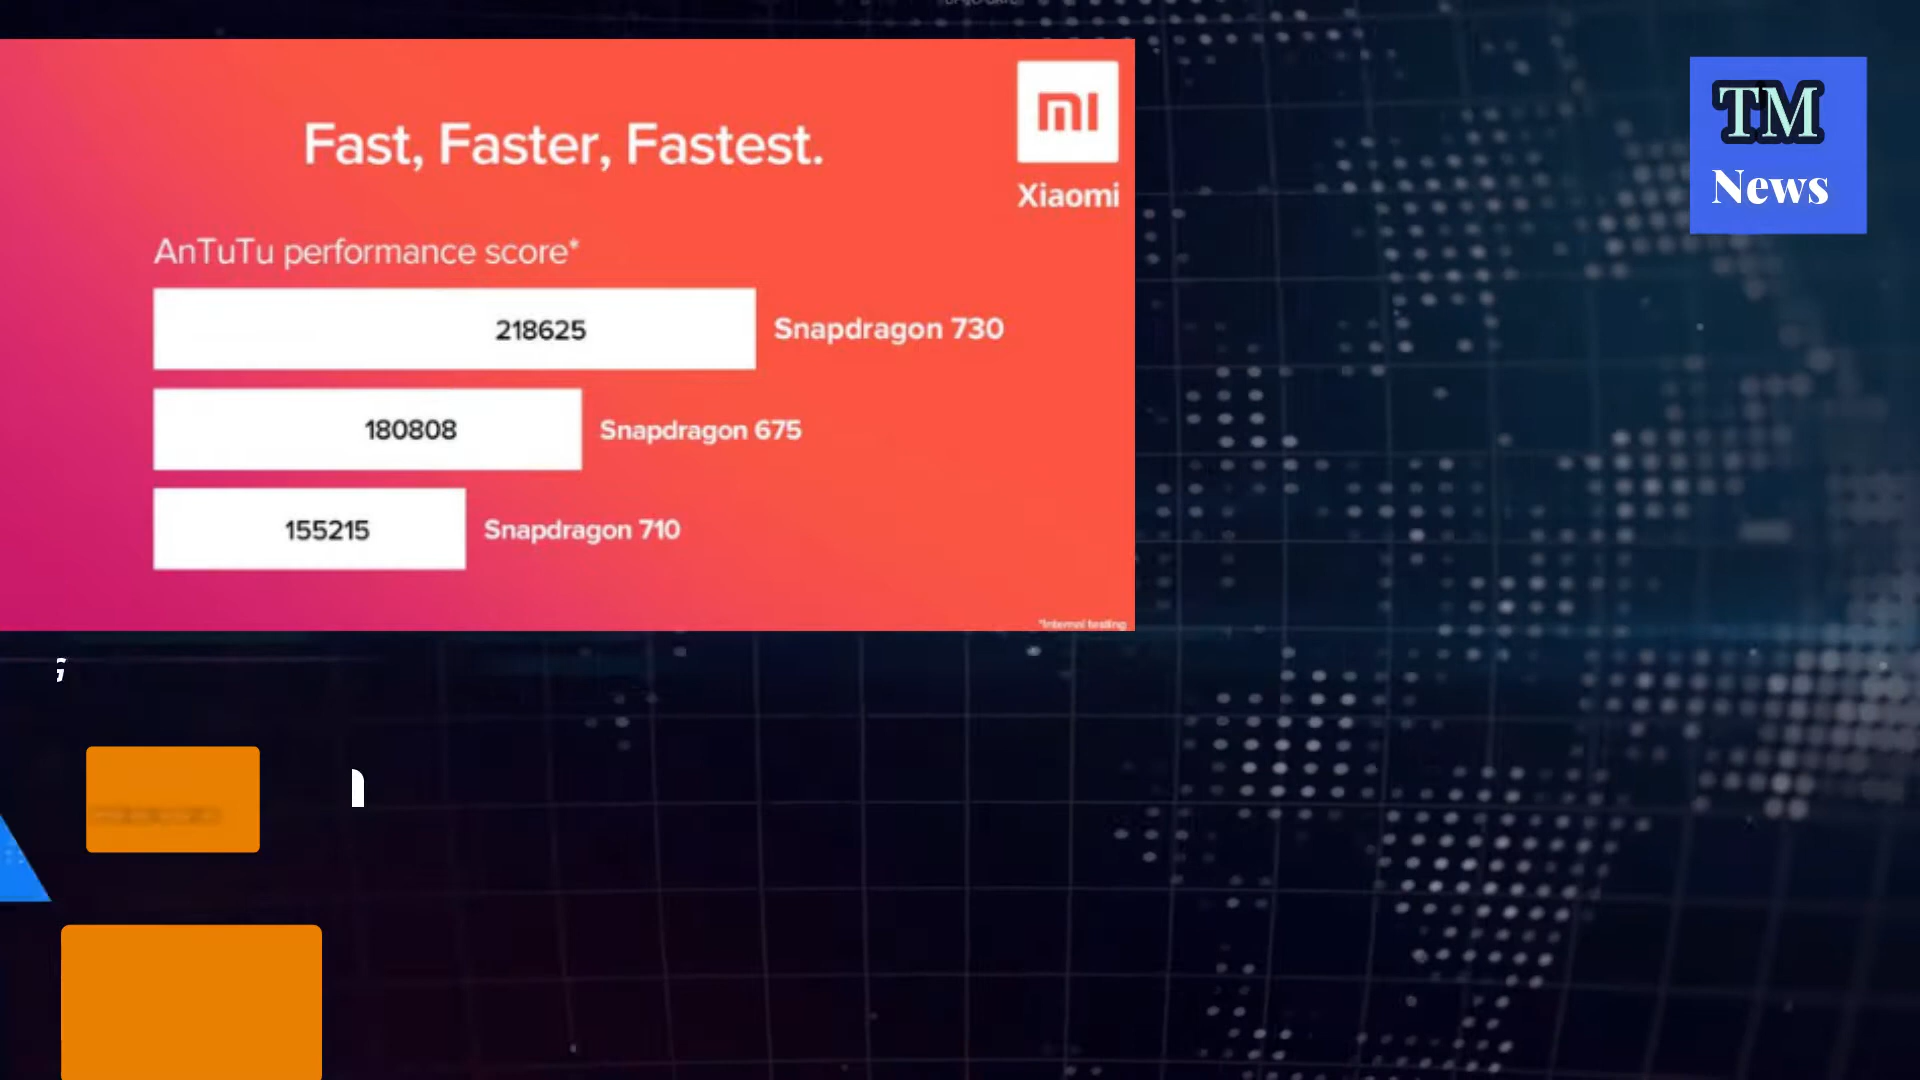 TM
News
mi
Xiaomi
Fast, Faster, Fastest.
AnTuTu performance score*
218625 Snapdragon 730
180808 Snapdragon 675
155215 Snapdragon 710
*Internal testing